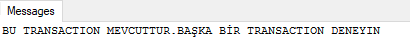 Messages
BU TRANSACTION MEVCUTTUR.BAŞKA BİR TRANSACTION DENEYIN